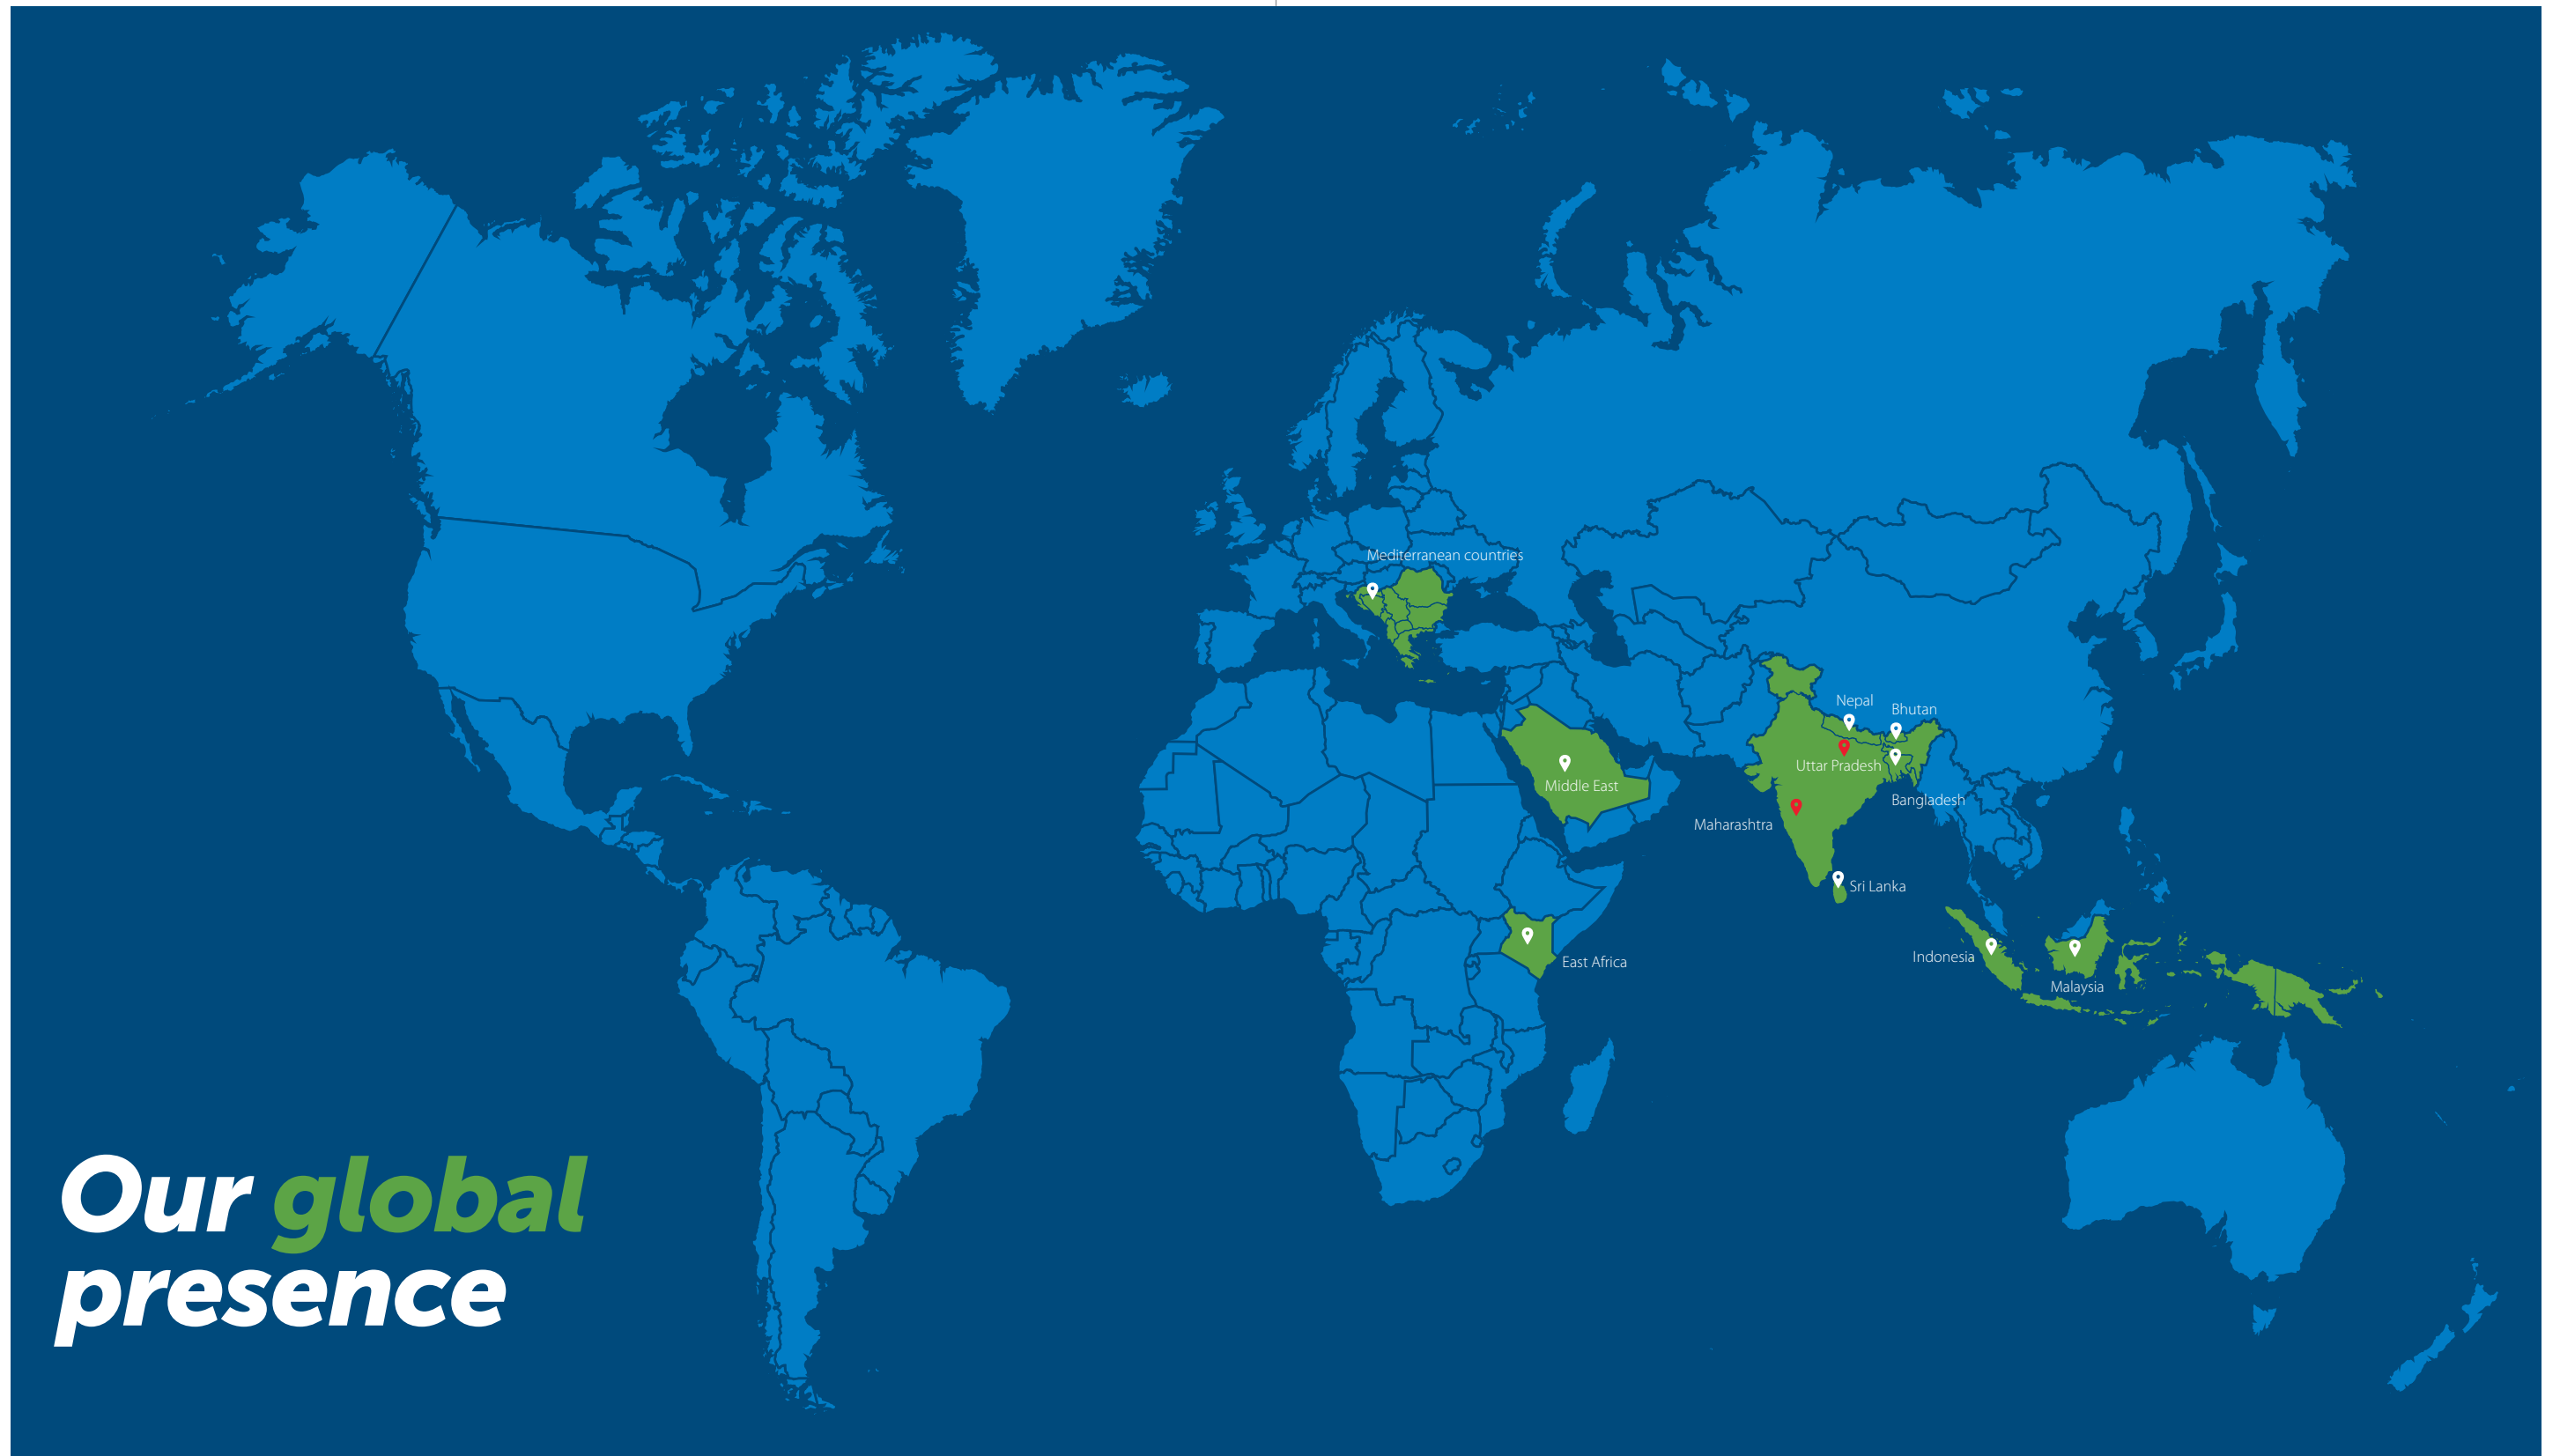 Mediterranean countries
Nepal
Bhutan
Uttar Pradesh
Middle East
Bangladesh
Maharashtra
Sri Lanka
East Africa
Indonesia
Malaysia
Our global
presence